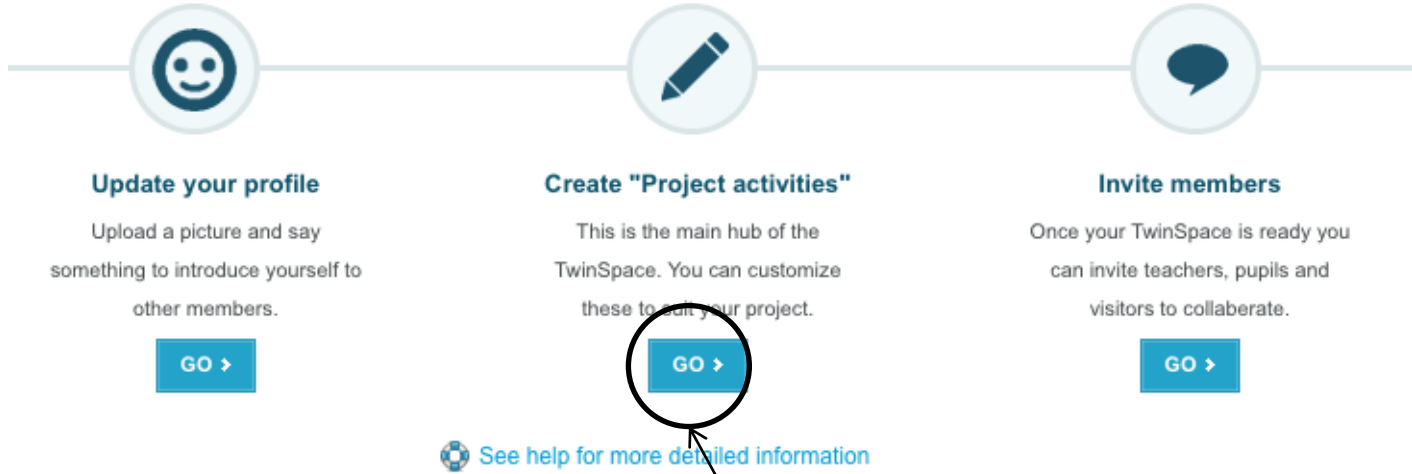 Update your profile
Upload a picture and say
something to introduce yourself to
other members.
GO >
Create "Project activities"
This is the main hub of the
TwinSpace. You can customize
these to suit your project.
GO >
Invite members
Once your TwinSpace is ready you
can invite teachers, pupils and
visitors to collaberate.
GO >
See help for more detailed information